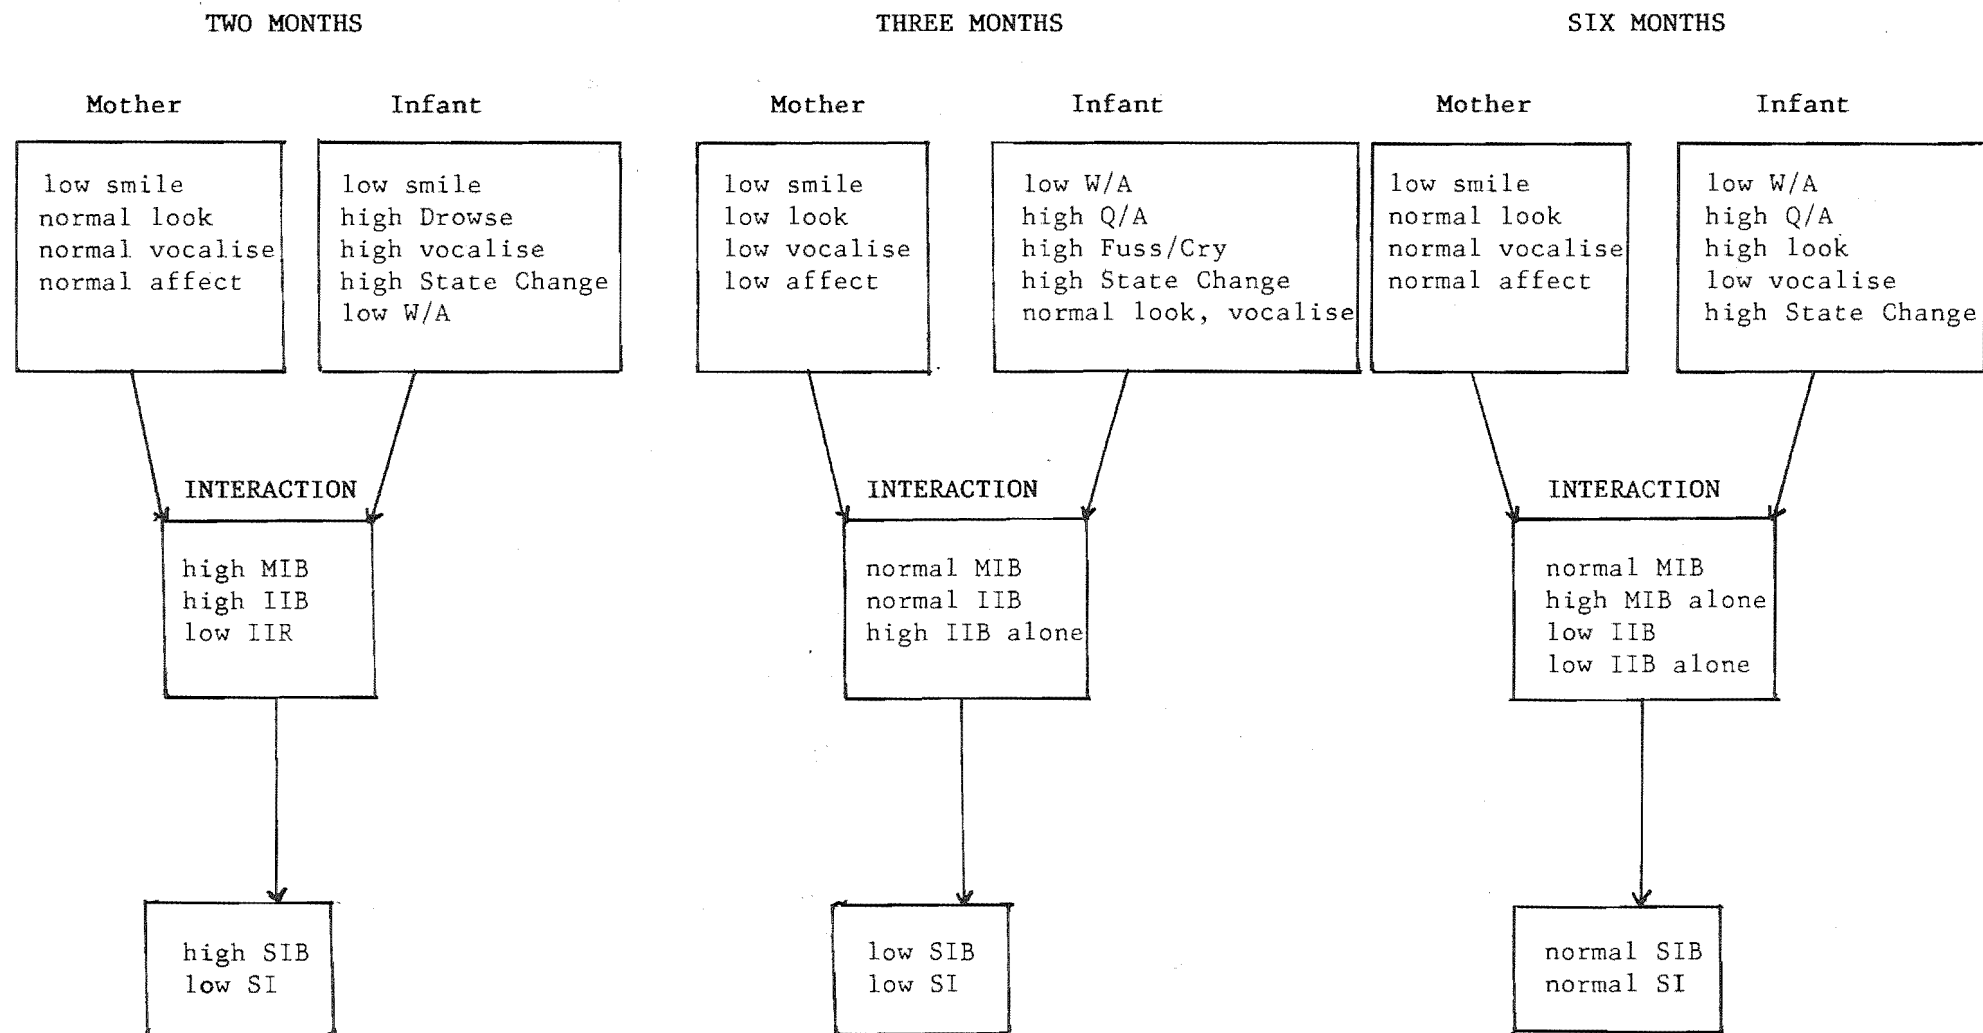 TWO MONTHS
Mother Infant
low smile
normal look
normal vocalise
normal affect
low smile
high Drowse
high vocalise
high State Change
low W/A
INTERACTION
high MIB
high IIB
low IIR
high SIB
low SI
THREE MONTHS
Mother Infant
low smile
low look
low vocalise
low affect
low W/A
high Q/A
high Fuss/Cry
high State Change
normal look, vocalise
INTERACTION
normal MIB
normal IIB
high IIB alone
low SIB
low SI
SIX MONTHS
Mother Infant
low smile
normal look
normal vocalise
normal affect
low W/A
high Q/A
high look
low vocalise
high State Change
INTERACTION
normal MIB
high MIB alone
low IIB
low IIB alone
normal SIB
normal SI